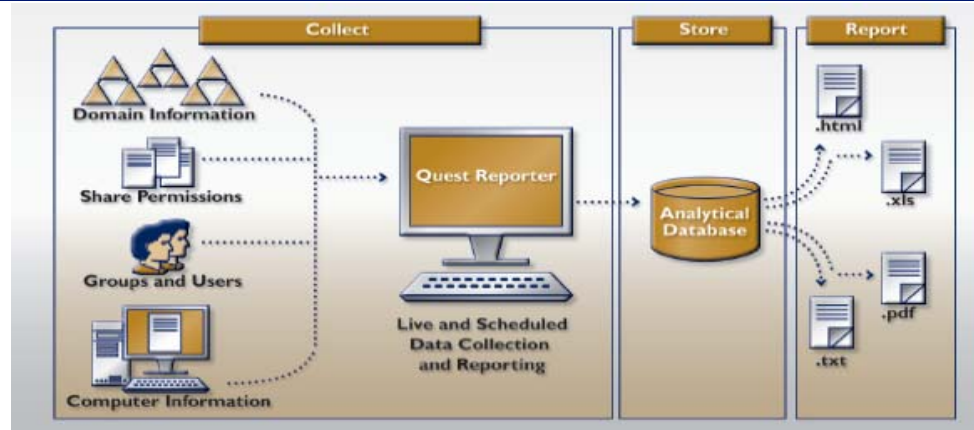 Collect
Store
Report
Domain Information
Share Permissions
Groups and Users
Computer Information
Quest Reporter
Live and Scheduled
Data Collection
and Reporting
Analytical
Database
.html
.xls
.pdf
.txt